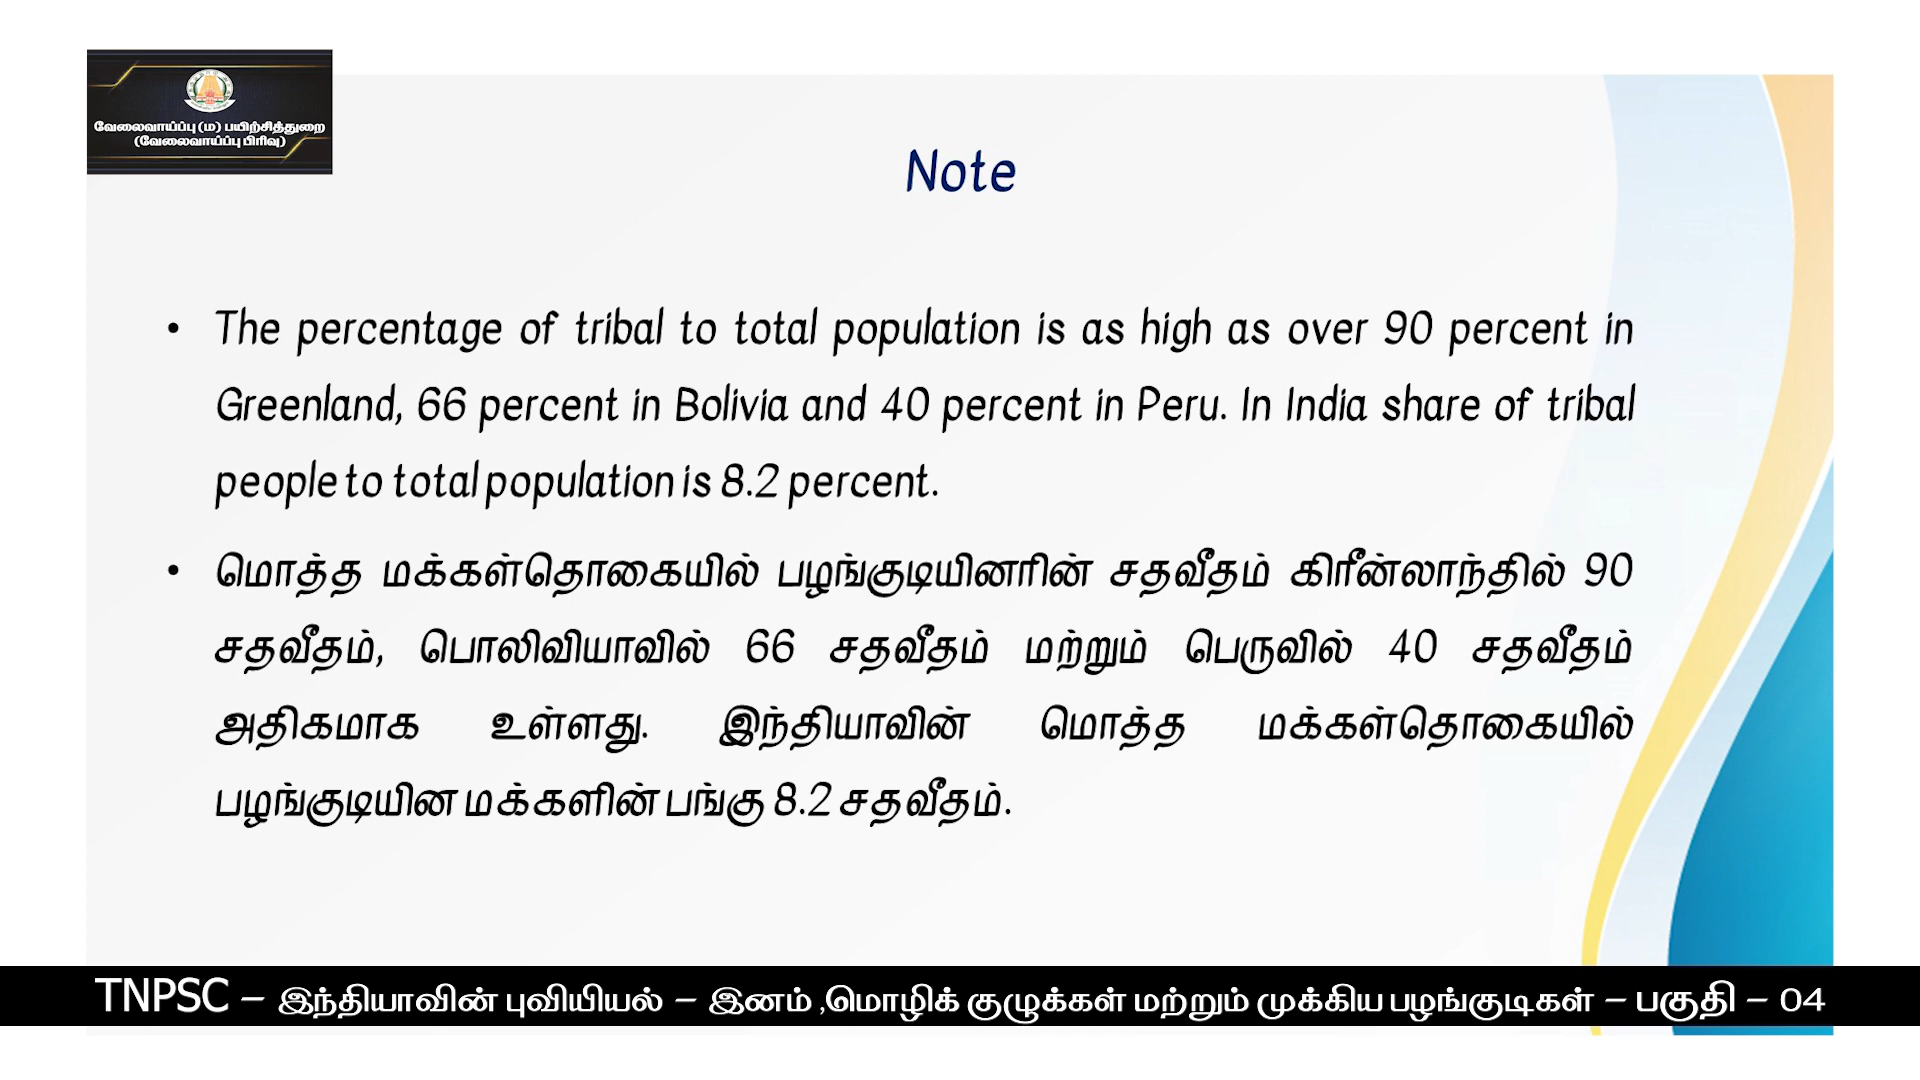 வேலைவாய்ப்பு (ம) பயிற்சித்துறை
(வேலைவாய்ப்பு பிரிவு)
Note
• The percentage of tribal to total population is as high as over 90 percent in
Greenland, 66 percent in Bolivia and 40 percent in Peru. In India share of tribal
people to total population is 8.2 percent.
• மொத்த மக்கள்தொகையில் பழங்குடியினரின் சதவீதம் கிரீன்லாந்தில் 90
சதவீதம், பொலிவியாவில் 66 சதவீதம் மற்றும் பெருவில் 40 சதவீதம்
அதிகமாக உள்ளது. இந்தியாவின் மொத்த மக்கள்தொகையில்
பழங்குடியின மக்களின் பங்கு 8.2 சதவீதம்.
TNPSC – இந்தியாவின் புவியியல் – இனம் ,மொழிக் குழுக்கள் மற்றும் முக்கிய பழங்குடிகள் – பகுதி – 04